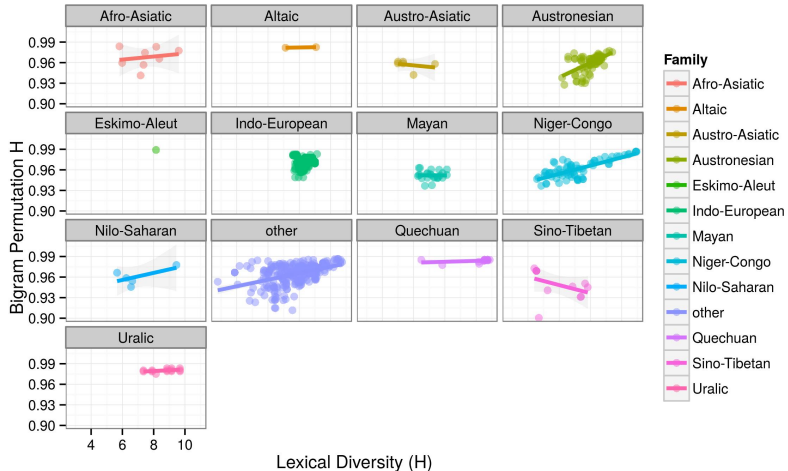 Afro-Asiatic Altaic Austro-Asiatic Austronesian
0.99
0.96
0.93
0.90
Eskimo-Aleut Indo-European Mayan Niger-Congo
0.99
0.96
0.93
0.90
Nilo-Saharan other Quechuan Sino-Tibetan
0.99
0.96
0.93
0.90
Uralic
0.99
0.96
0.93
0.90
4 6 8 10
Lexical Diversity (H)
Bigram Permutation H
Family
Afro-Asiatic
Altaic
Austro-Asiatic
Austronesian
Eskimo-Aleut
Indo-European
Mayan
Niger-Congo
Nilo-Saharan
other
Quechuan
Sino-Tibetan
Uralic